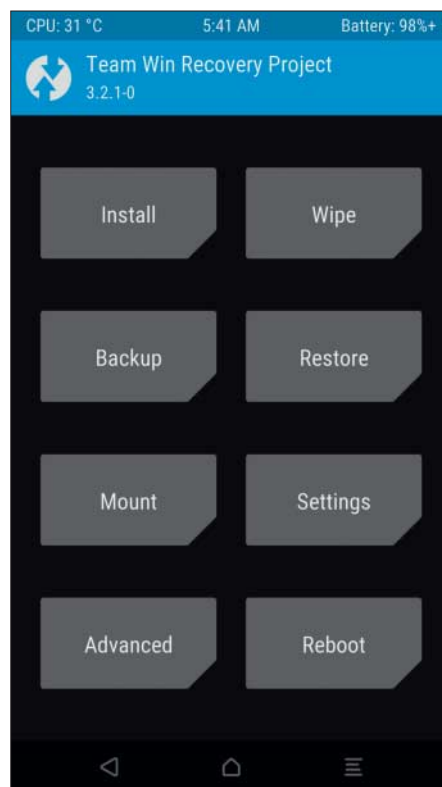 CPU: 31 °C 5:41 AM Battery: 98%+
Team Win Recovery Project
3.2.1-0
Install Wipe
Backup Restore
Mount Settings
Advanced Reboot